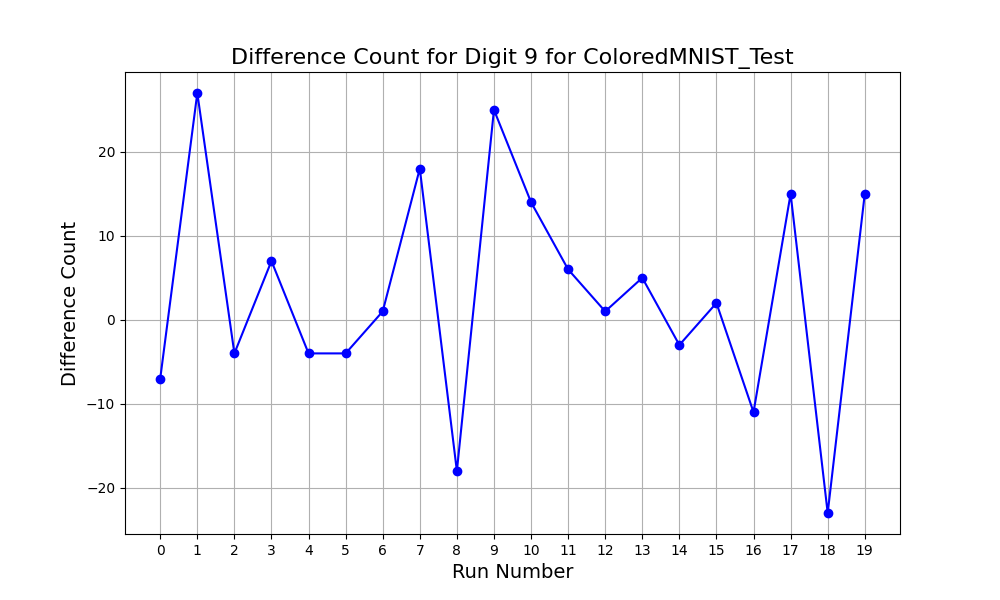 Difference Count for Digit 9 for ColoredMNIST_Test
Difference Count
20
10
0
−10
−20
0 1 2 3 4 5 6 7 8 9 10 11 12 13 14 15 16 17 18 19
Run Number